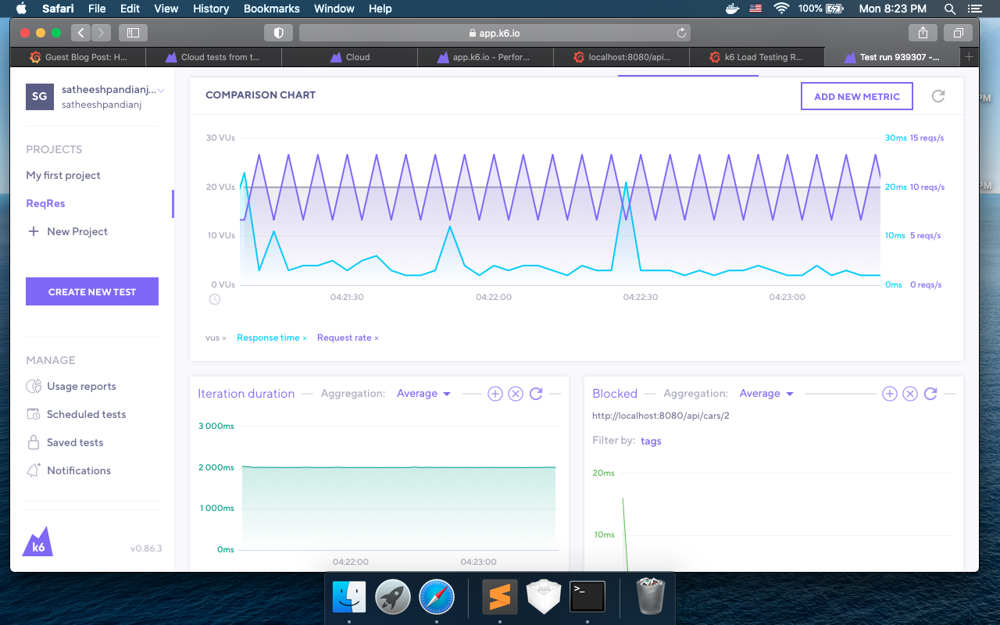 Safari File Edit View History Bookmarks Window Help 100% Mon 8:23 PM
app.k6.io
Guest Blog Post: H... Cloud tests from t... Cloud app.k6.io - Perfor... localhost:8080/api... k6 Load Testing R... Test run 939307 -...
SG
satheeshpandianj...
satheeshpandianj
PROJECTS
My first project
ReqRes
New Project
CREATE NEW TEST
MANAGE
Usage reports
Scheduled tests
Saved tests
Notifications
k6
v0.86.3
COMPARISON CHART
ADD NEW METRIC
30 VUs
30ms 15 reqs/s
20 VUs
20ms 10 reqs/s
10 VUs
10ms 5 reqs/s
0 VUs
0ms 0 reqs/s
04:21:30 04:22:00 04:22:30 04:23:00
vus × Response time × Request rate ×
Iteration duration Aggregation: Average
3 000ms
2 000ms
1 000ms
0ms
04:22:00 04:23:00
Blocked Aggregation: Average
http://localhost:8080/api/cars/2
Filter by: tags
20ms
10ms
PM
PM
>_